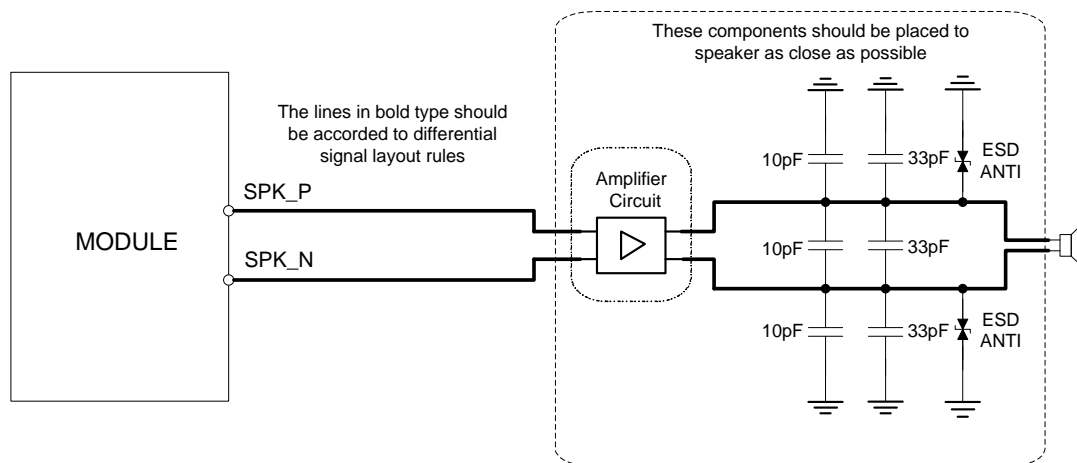 These components should be placed to
speaker as close as possible
The lines in bold type should
be accorded to differential
signal layout rules
10pF
33pF
ESD
ANTI
Amplifier
Circuit
SPK_P
MODULE
10pF
33pF
SPK_N
10pF
33pF
ESD
ANTI